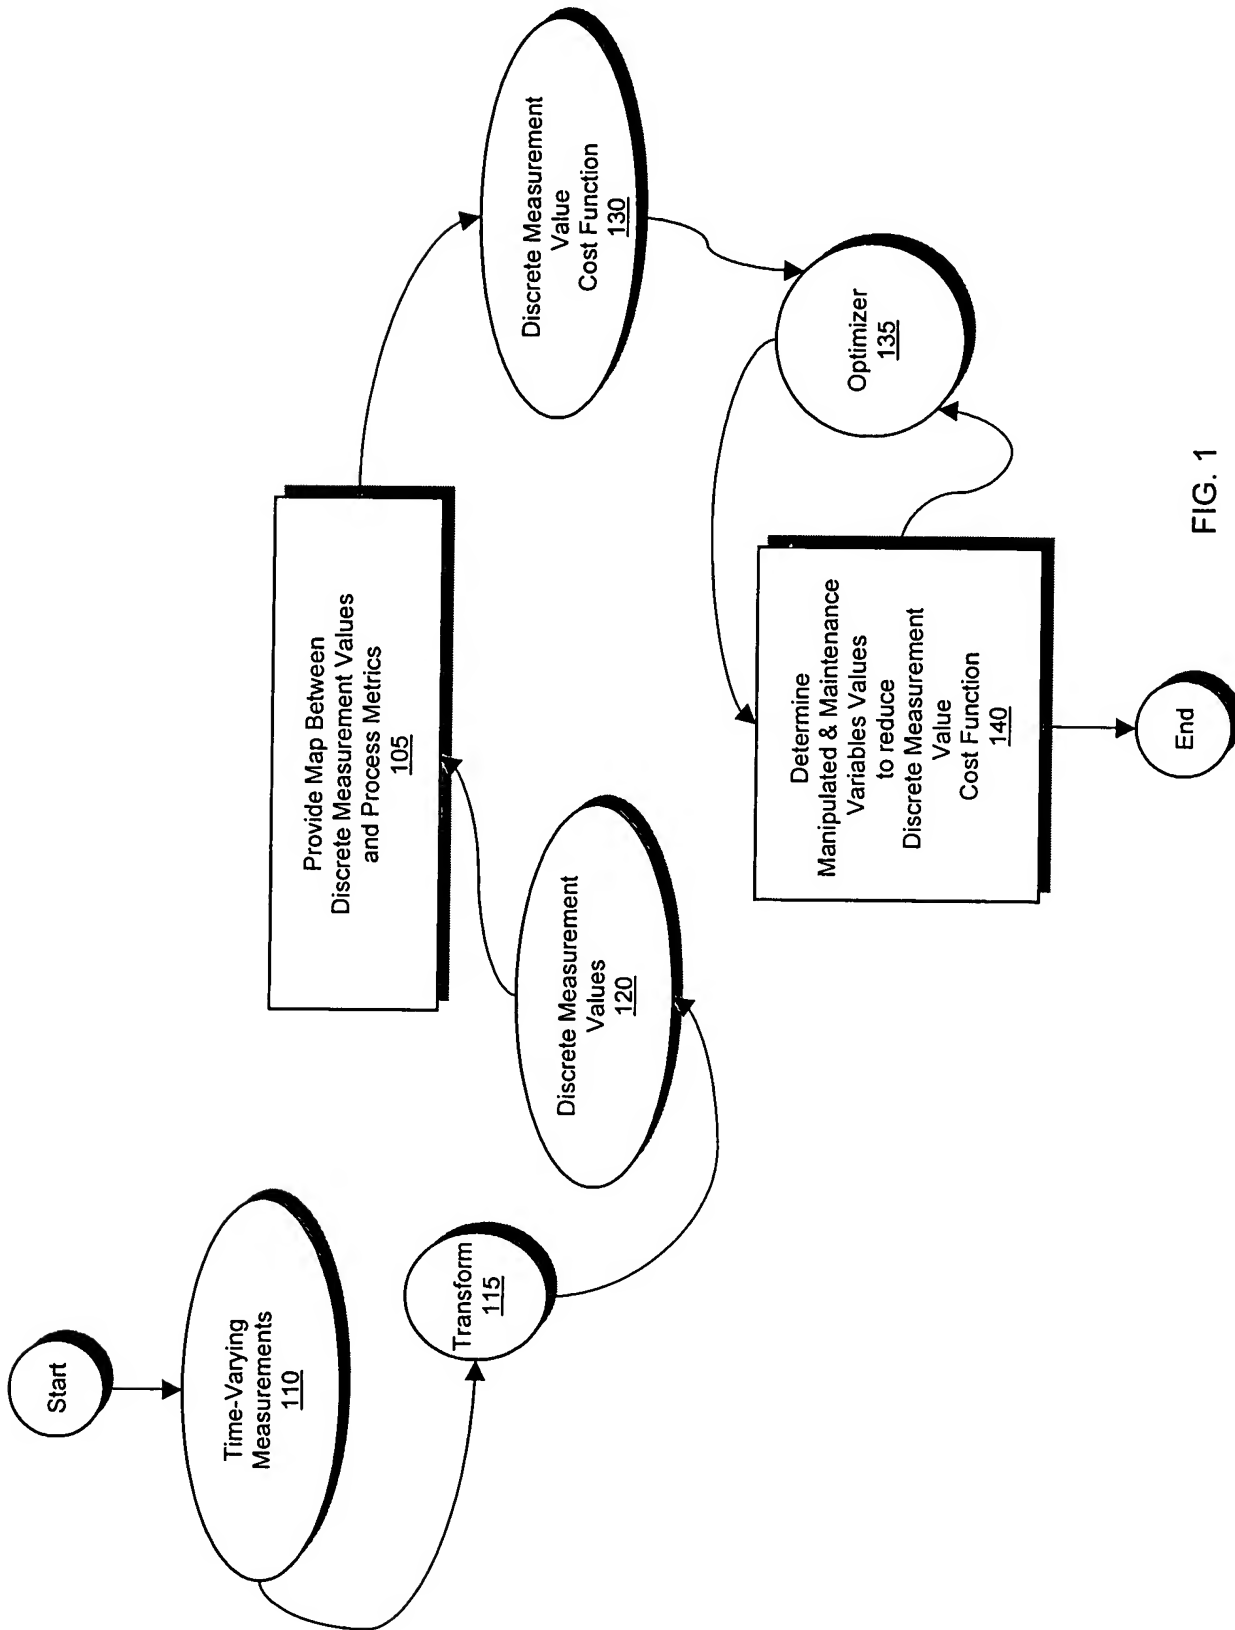 Start
Time-Varying
Measurements
110
Transform
115
Discrete Measurement
Values
120
Provide Map Between
Discrete Measurement Values
and Process Metrics
105
Discrete Measurement
Value
Cost Function
130
Optimizer
135
Determine
Manipulated & Maintenance
Variables Values
to reduce
Discrete Measurement
Value
Cost Function
140
End
FIG. 1